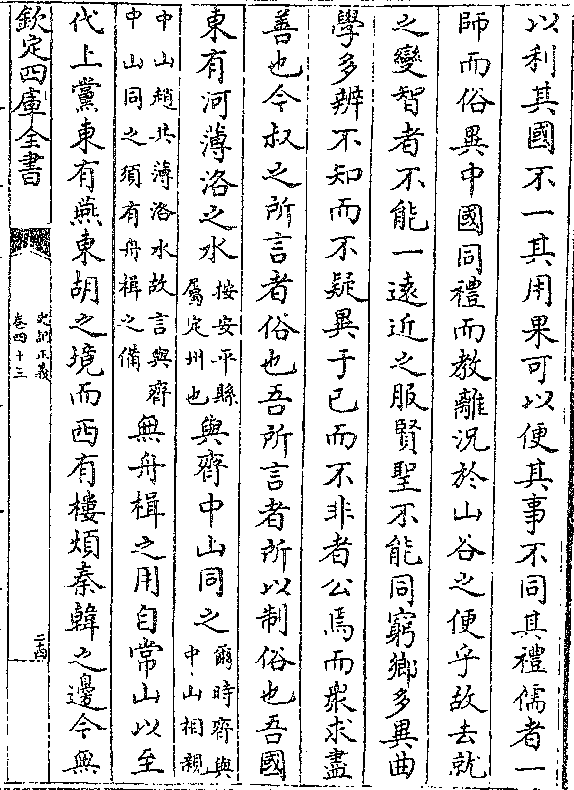 以利其國不一其用果可以便其事不同其禮儒者一
師而俗異中國同禮而教離況於山谷之便乎故去就
之變智者不能一遠近之服賢聖不能同窮鄉多異曲
學多辨不知而不疑異于已而不非者公焉而衆求盡
善也今叔之所言者俗也吾所言者所以制俗也吾國
東有河薄洛之水按安平縣屬定州也與齊中山同之爾時齊與中山相親
中山趙共薄洛水故言與齊中山同之須有舟楫之備無舟楫之用自常山以至
代上黨東有燕東胡之境而西有樓煩秦韓之邊今無
欽定四庫全書
史記正義
卷四十三
二十四